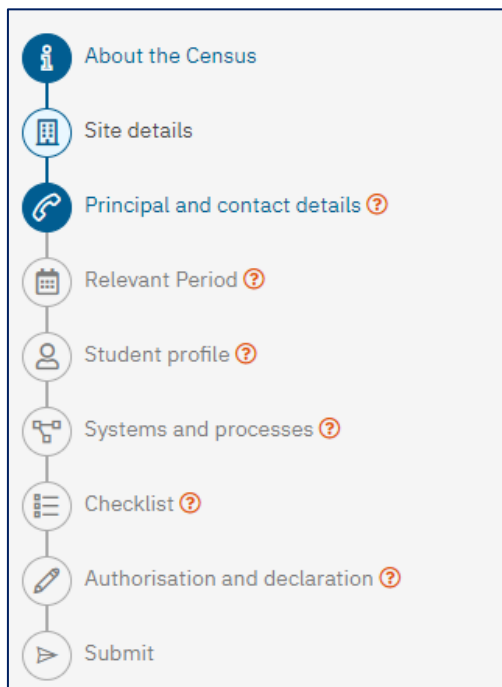 About the Census
Site details
Principal and contact details ?
Relevant Period ?
Student profile ?
Systems and processes ?
Checklist ?
Authorisation and declaration ?
Submit